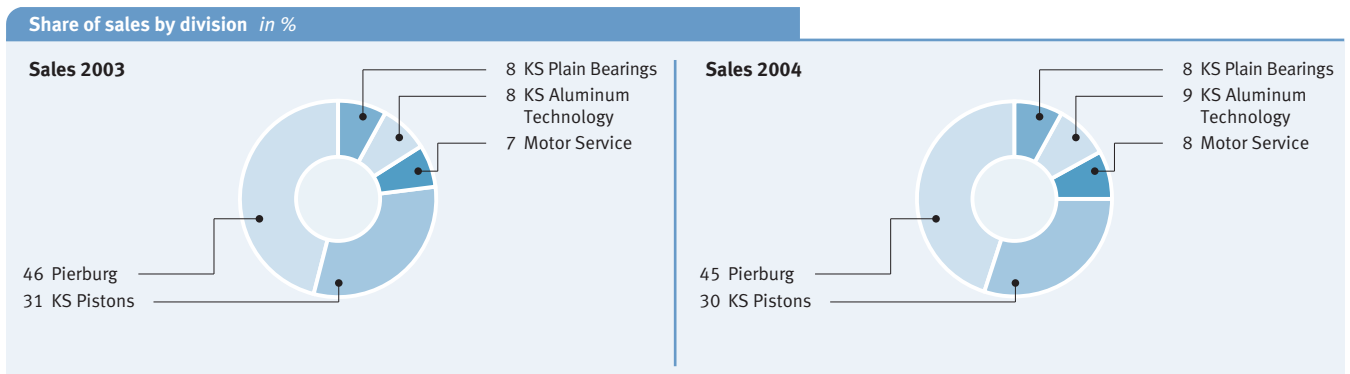 Share of sales by division in %
Sales 2003
8 KS Plain Bearings
8 KS Aluminum
Technology
7 Motor Service
46 Pierburg
31 KS Pistons
Sales 2004
8 KS Plain Bearings
9 KS Aluminum
Technology
8 Motor Service
45 Pierburg
30 KS Pistons